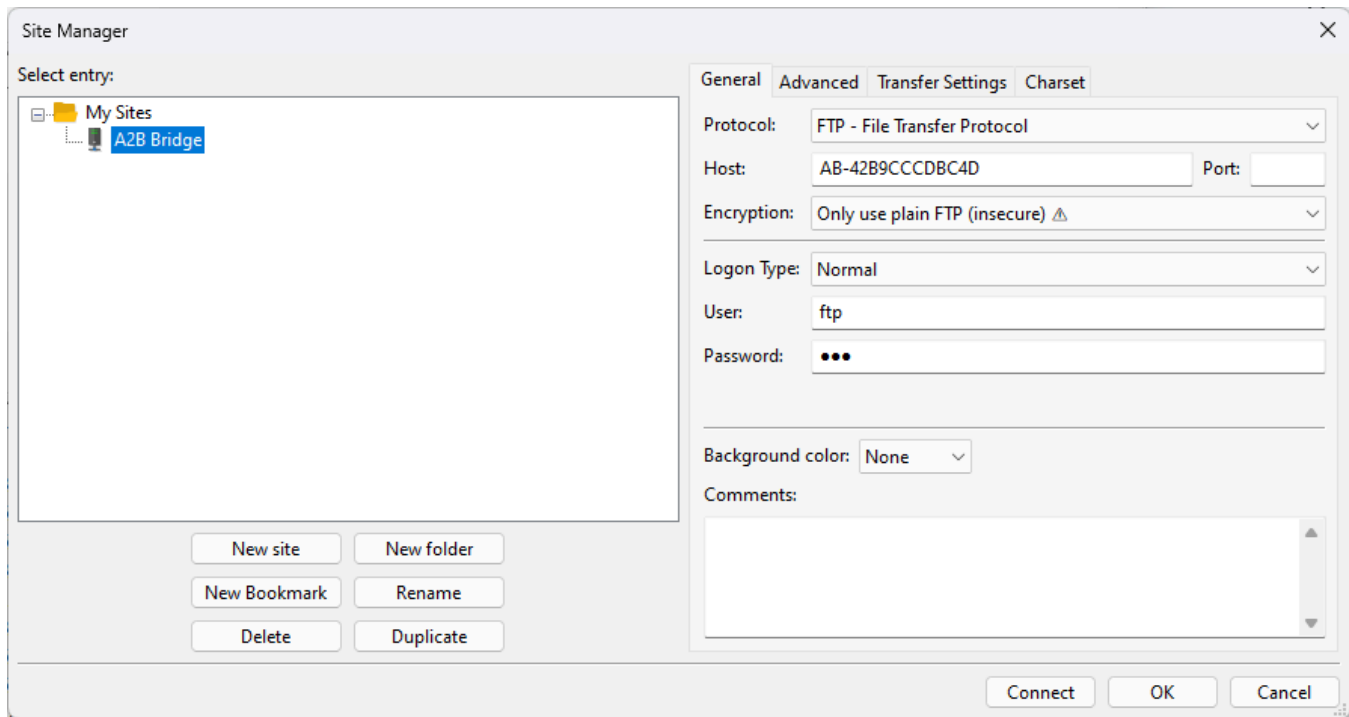 Site Manager
Select entry:
My Sites
A2B Bridge
New site New folder
New Bookmark Rename
Delete Duplicate
General Advanced Transfer Settings Charset
Protocol: FTP - File Transfer Protocol
Host: AB-42B9CCCDBC4D Port:
Encryption: Only use plain FTP (insecure) ⚠
Logon Type: Normal
User: ftp
Password: ●●●
Background color: None
Comments:
Connect OK Cancel